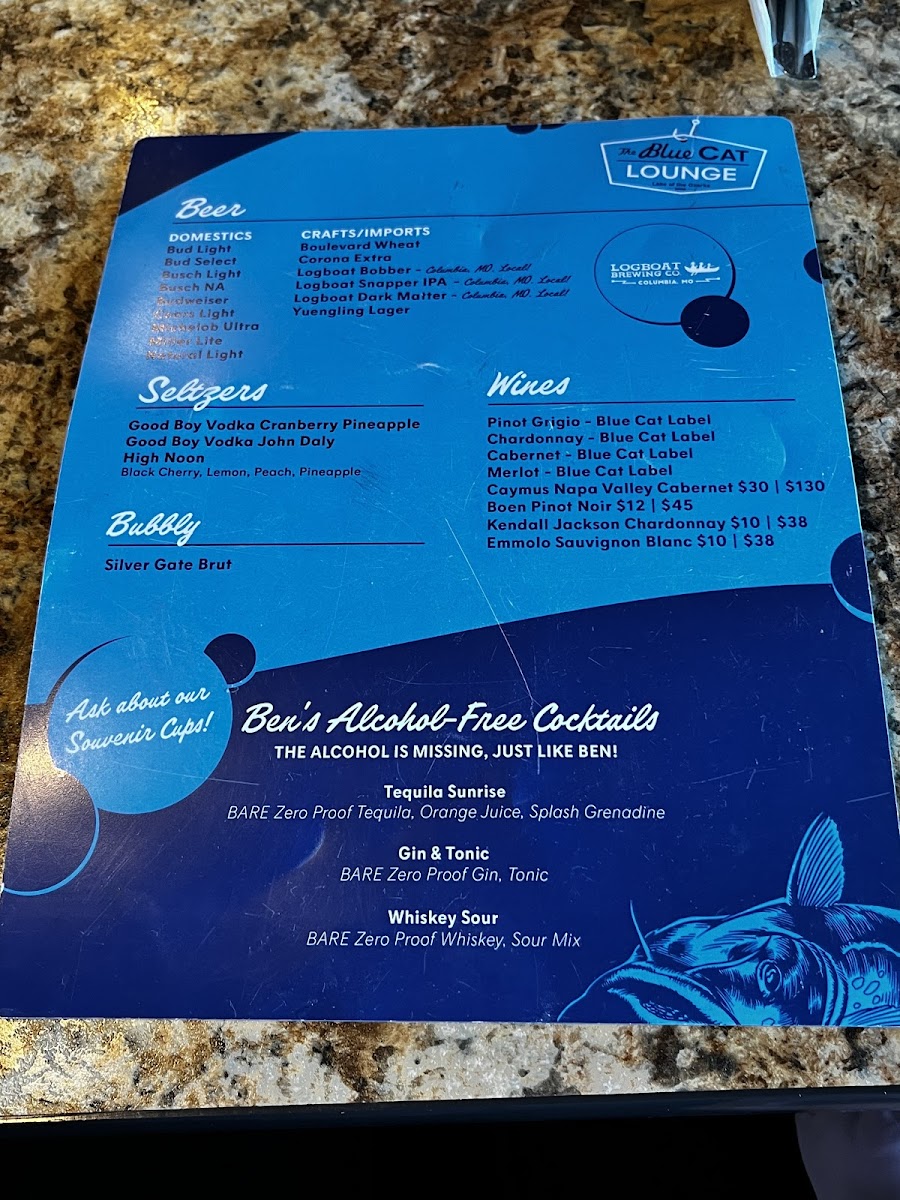 The Blue CAT
LOUNGE
Lake of the Ozarks
Beer
DOMESTICS
Bud Light
Bud Select
Busch Light
Busch NA
Budweiser
Coors Light
Michelob Ultra
Miller Lite
Natural Light
CRAFTS/IMPORTS
Boulevard Wheat
Corona Extra
Logboat Bobber - Columbia, MO, Local!
Logboat Snapper IPA - Columbia, MO, Local!
Logboat Dark Matter - Columbia, MO, Local!
Yuengling Lager
LOGBOAT
BREWING CO.
COLUMBIA, MO
Seltzers
Good Boy Vodka Cranberry Pineapple
Good Boy Vodka John Daly
High Noon
Black Cherry, Lemon, Peach, Pineapple
Bubbly
Silver Gate Brut
Wines
Pinot Grigio - Blue Cat Label
Chardonnay - Blue Cat Label
Cabernet - Blue Cat Label
Merlot - Blue Cat Label
Caymus Napa Valley Cabernet $30 | $130
Boen Pinot Noir $12 | $45
Kendall Jackson Chardonnay $10 | $38
Emmolo Sauvignon Blanc $10 | $38
Ask about our
Souvenir Cups!
Ben's Alcohol-Free Cocktails
THE ALCOHOL IS MISSING, JUST LIKE BEN!
Tequila Sunrise
BARE Zero Proof Tequila, Orange Juice, Splash Grenadine
Gin & Tonic
BARE Zero Proof Gin, Tonic
Whiskey Sour
BARE Zero Proof Whiskey, Sour Mix